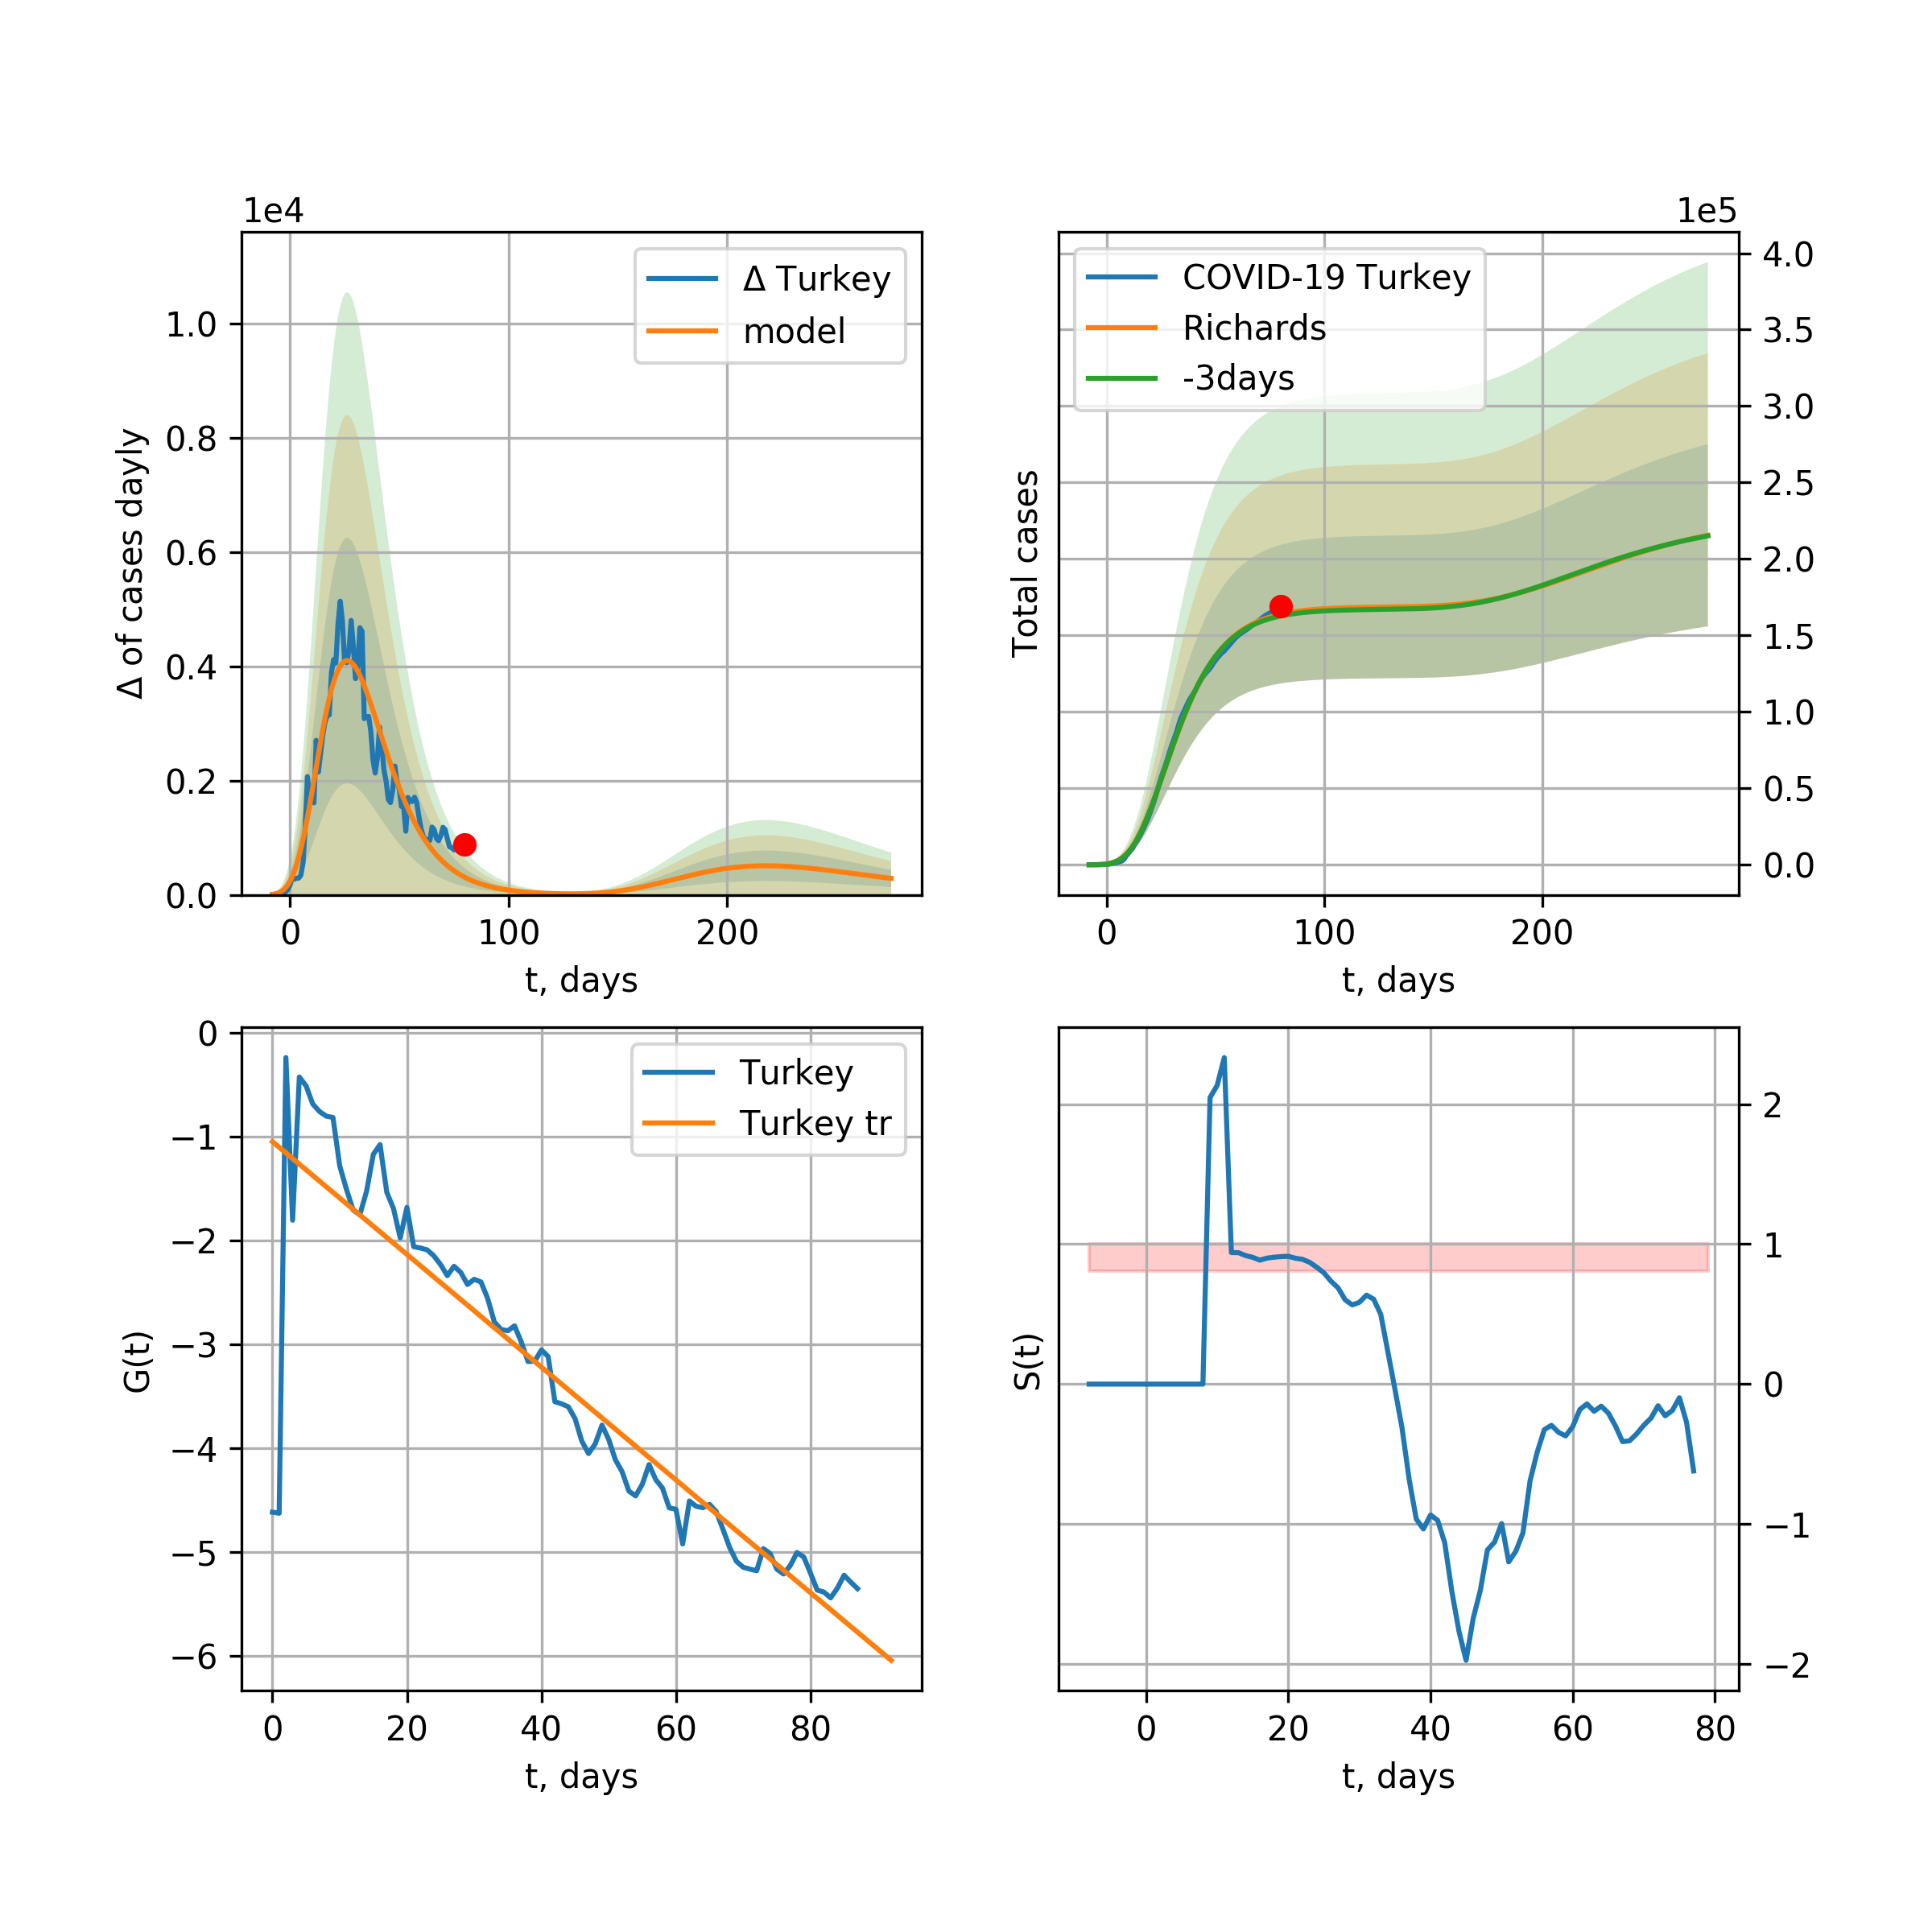 1e4
Δ of cases dayly
1.0
0.8
0.6
0.4
0.2
0.0
0 100 200
t, days
Δ Turkey
model
1e5
Total cases
4.0
3.5
3.0
2.5
2.0
1.5
1.0
0.5
0.0
0 100 200
t, days
COVID-19 Turkey
Richards
-3days
G(t)
0
−1
−2
−3
−4
−5
−6
0 20 40 60 80
t, days
Turkey
Turkey tr
S(t)
2
1
0
−1
−2
0 20 40 60 80
t, days